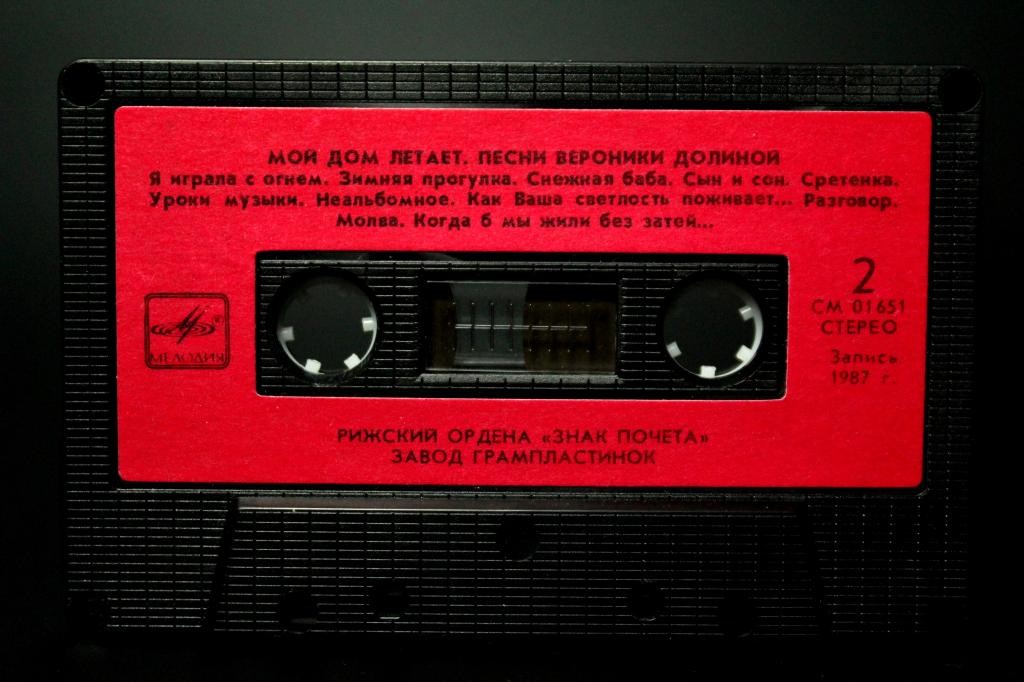 МОЙ ДОМ ЛЕТАЕТ. ПЕСНИ ВЕРОНИКИ ДОЛИНОЙ
Я играла с огнем. Зимняя прогулка. Снежная баба. Сын и сон. Сретенка.
Уроки музыки. Неальбомное. Как Ваша светлость поживает... Разговор.
Молва. Когда б мы жили без затей...
2
СМ 01651
СТЕРЕО
Запись
1987 г.
МЕЛОДИЯ
РИЖСКИЙ ОРДЕНА «ЗНАК ПОЧЕТА»
ЗАВОД ГРАМПЛАСТИНОК